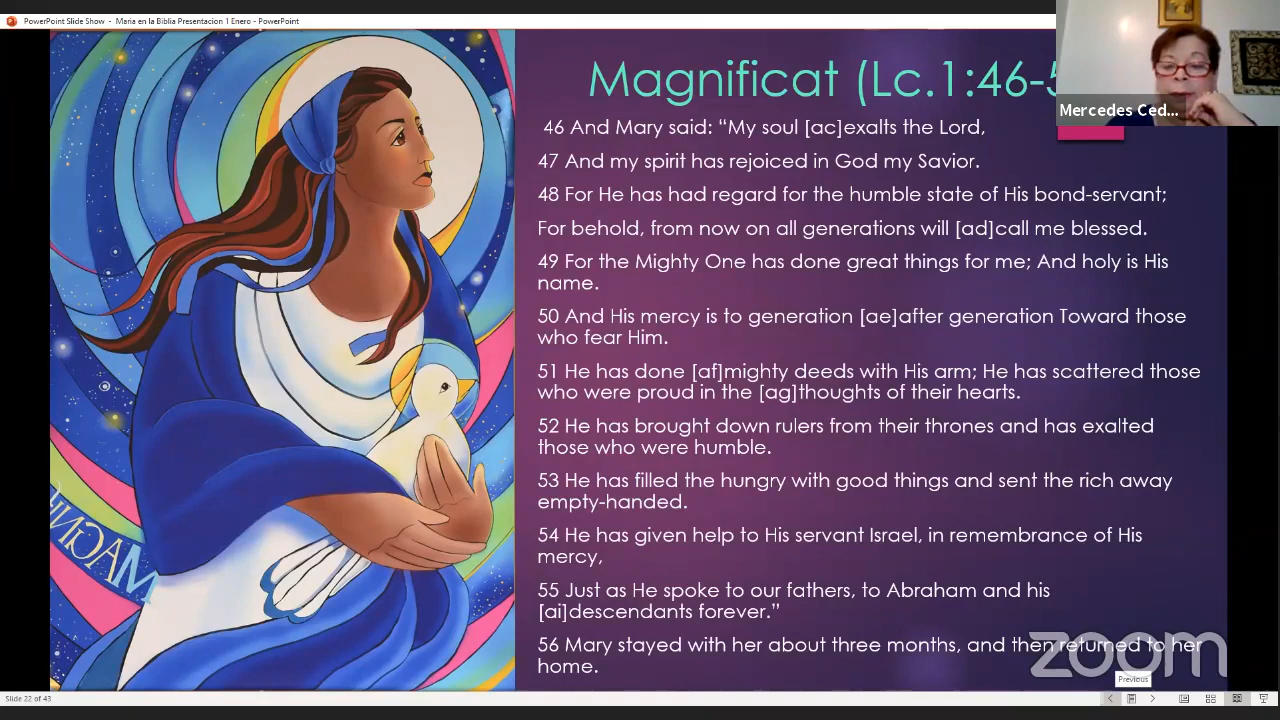 PowerPoint Slide Show - Maria en la Biblia Presentacion 1 Enero - PowerPoint
Magnificat (Lc.1:46-5
Mercedes Ced...
46 And Mary said: “My soul [ac]exalts the Lord,
47 And my spirit has rejoiced in God my Savior.
48 For He has had regard for the humble state of His bond-servant;
For behold, from now on all generations will [ad]call me blessed.
49 For the Mighty One has done great things for me; And holy is His
name.
50 And His mercy is to generation [ae]after generation Toward those
who fear Him.
51 He has done [af]mighty deeds with His arm; He has scattered those
who were proud in the [ag]thoughts of their hearts.
52 He has brought down rulers from their thrones and has exalted
those who were humble.
53 He has filled the hungry with good things and sent the rich away
empty-handed.
54 He has given help to His servant Israel, in remembrance of His
mercy,
55 Just as He spoke to our fathers, to Abraham and his
[ai]descendants forever.”
56 Mary stayed with her about three months, and then returned to her
home.
zoom
Previous
Slide 22 of 43